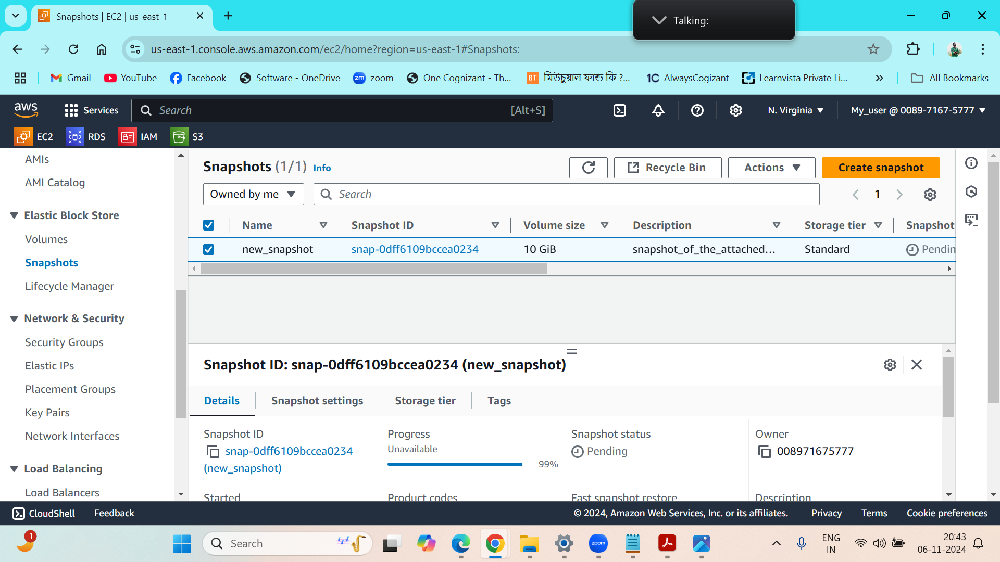 Snapshots | EC2 | us-east-1
Talking:
us-east-1.console.aws.amazon.com/ec2/home?region=us-east-1#Snapshots:
Gmail
YouTube
Facebook
Software - OneDrive
zm
zoom
One Cognizant - Th...
BT
মিউচুয়াল ফান্ড কি ?...
1C
AlwaysCogizant
Learnvista Private Li...
All Bookmarks
aws
Services
Search
[Alt+S]
N. Virginia
My_user @ 0089-7167-5777
EC2
RDS
IAM
S3
AMIs
AMI Catalog
Elastic Block Store
Volumes
Snapshots
Lifecycle Manager
Network & Security
Security Groups
Elastic IPs
Placement Groups
Key Pairs
Network Interfaces
Load Balancing
Load Balancers
Snapshots (1/1) Info
Recycle Bin
Actions
Create snapshot
Owned by me
Search
1
Name
Snapshot ID
Volume size
Description
Storage tier
Snapshot
new_snapshot
snap-0dff6109bccea0234
10 GiB
snapshot_of_the_attached...
Standard
Pendin
Snapshot ID: snap-0dff6109bccea0234 (new_snapshot)
Details
Snapshot settings
Storage tier
Tags
Snapshot ID
snap-0dff6109bccea0234
(new_snapshot)
Progress
Unavailable
99%
Snapshot status
Pending
Owner
008971675777
Started
Product codes
Fast snapshot restore
Description
CloudShell
Feedback
© 2024, Amazon Web Services, Inc. or its affiliates.
Privacy
Terms
Cookie preferences
1
Search
zoom
ENG
IN
20:43
06-11-2024